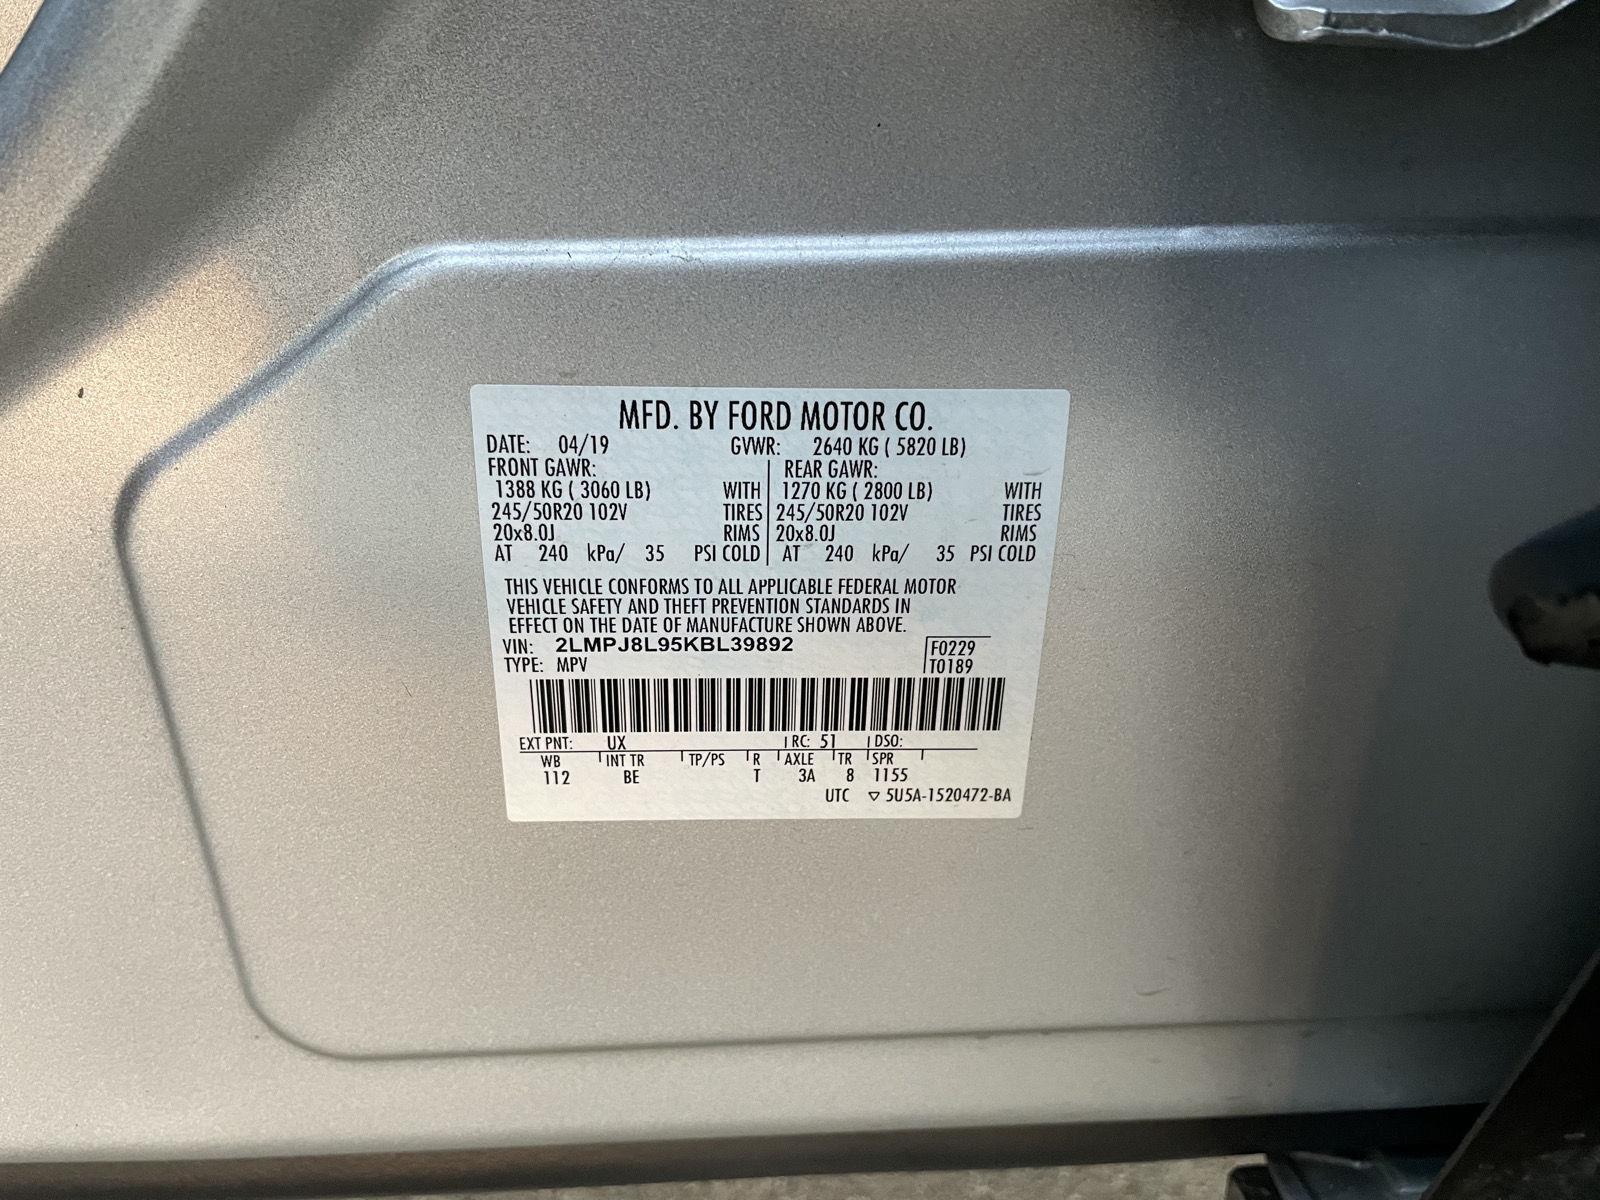 MFD. BY FORD MOTOR CO.
DATE: 04/19 GVWR: 2640 KG ( 5820 LB)
FRONT GAWR: REAR GAWR:
1388 KG ( 3060 LB) WITH 1270 KG ( 2800 LB) WITH
245/50R20 102V TIRES 245/50R20 102V TIRES
20x8.0J RIMS 20x8.0J RIMS
AT 240 kPa/ 35 PSI COLD AT 240 kPa/ 35 PSI COLD
THIS VEHICLE CONFORMS TO ALL APPLICABLE FEDERAL MOTOR
VEHICLE SAFETY AND THEFT PREVENTION STANDARDS IN
EFFECT ON THE DATE OF MANUFACTURE SHOWN ABOVE.
VIN: 2LMPJ8L95KBL39892 F0229
TYPE: MPV T0189
EXT PNT: UX RC: 51 DSO:
WB INT TR TP/PS R AXLE TR SPR
112 BE T 3A 8 1155
UTC ▽ 5U5A-1520472-BA